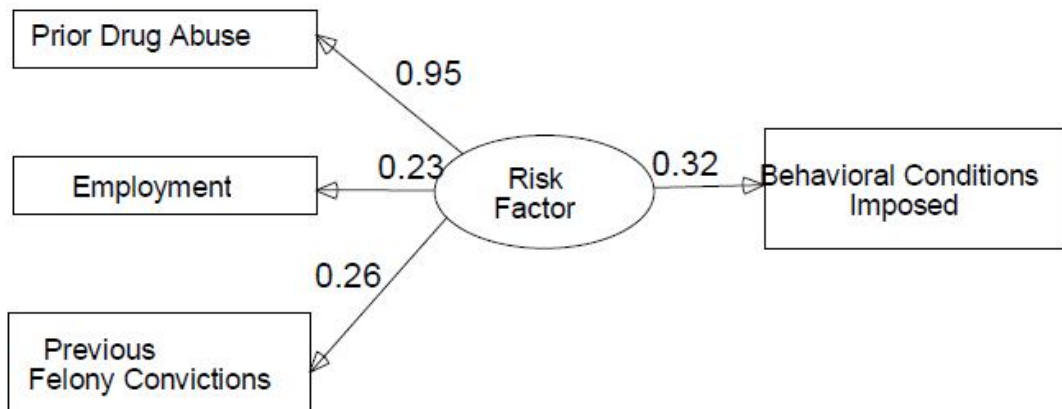 Prior Drug Abuse
0.95
Employment
0.23
Risk
Factor
0.32
Behavioral Conditions
Imposed
0.26
Previous
Felony Convictions